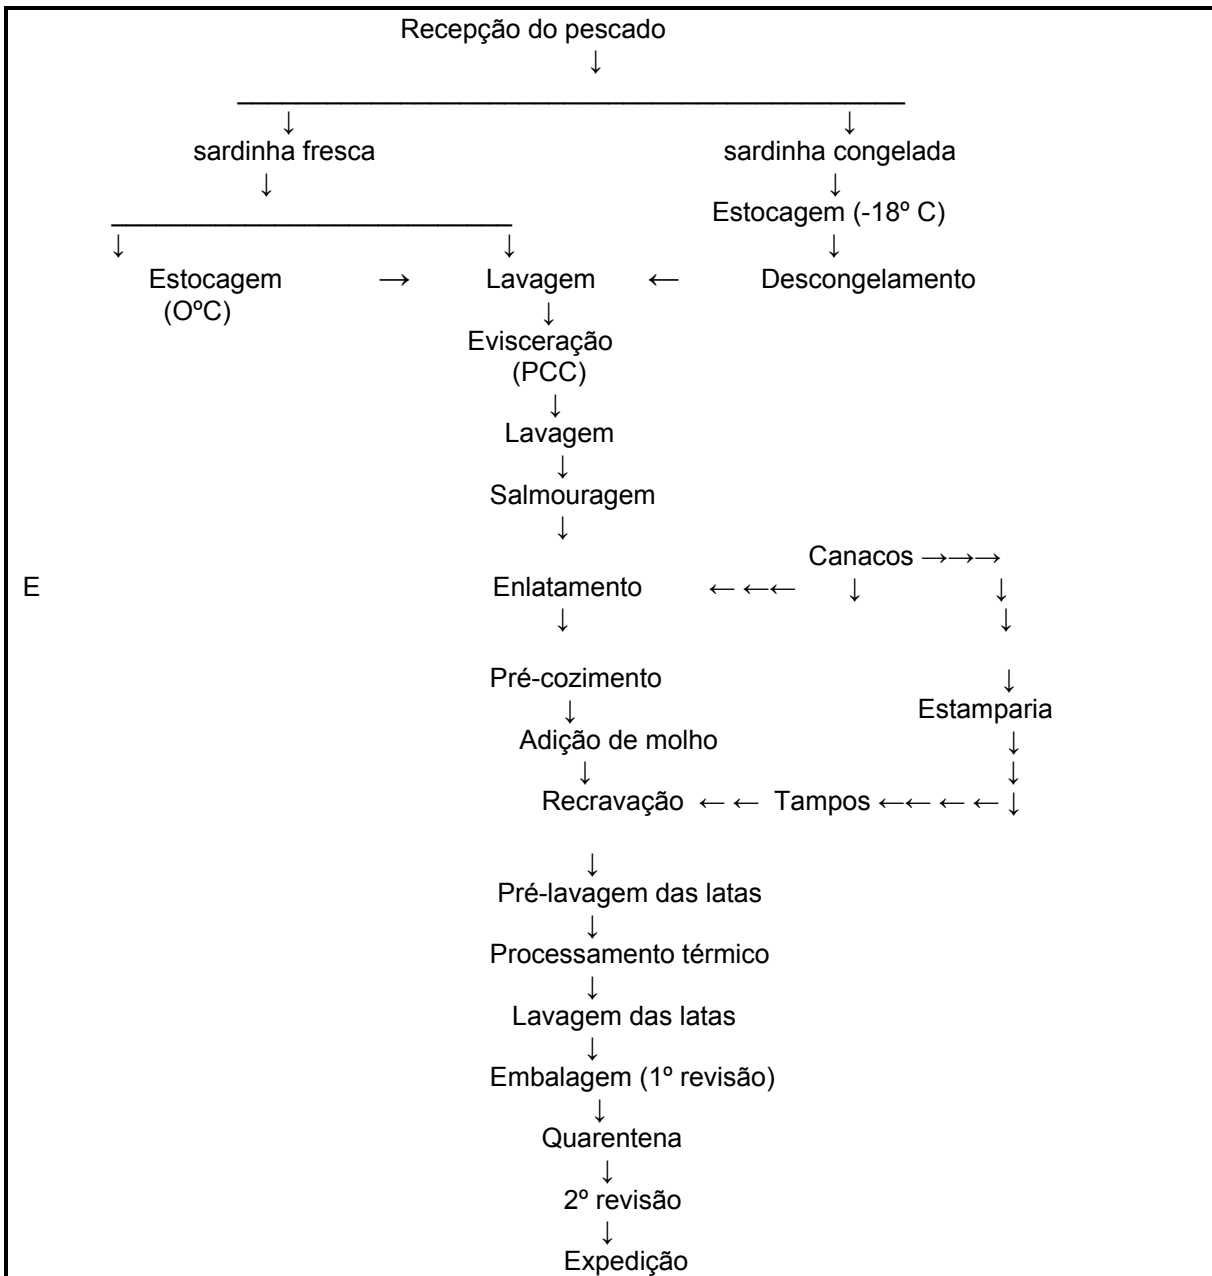 Recepção do pescado
↓
↓ ↓
sardinha fresca sardinha congelada
↓ ↓
Estocagem (-18º C)
↓ ↓ ↓
Estocagem → Lavagem ← Descongelamento
(OºC) ↓
Evisceração
(PCC)
↓
Lavagem
↓
Salmouragem
↓
Canacos →→→
E Enlatamento ← ←← ↓ ↓
↓ ↓
Pré-cozimento ↓
↓ Estamparia
Adição de molho ↓
↓ ↓
Recravação ← ← Tampos ←← ← ← ↓
↓
Pré-lavagem das latas
↓
Processamento térmico
↓
Lavagem das latas
↓
Embalagem (1º revisão)
↓
Quarentena
↓
2º revisão
↓
Expedição